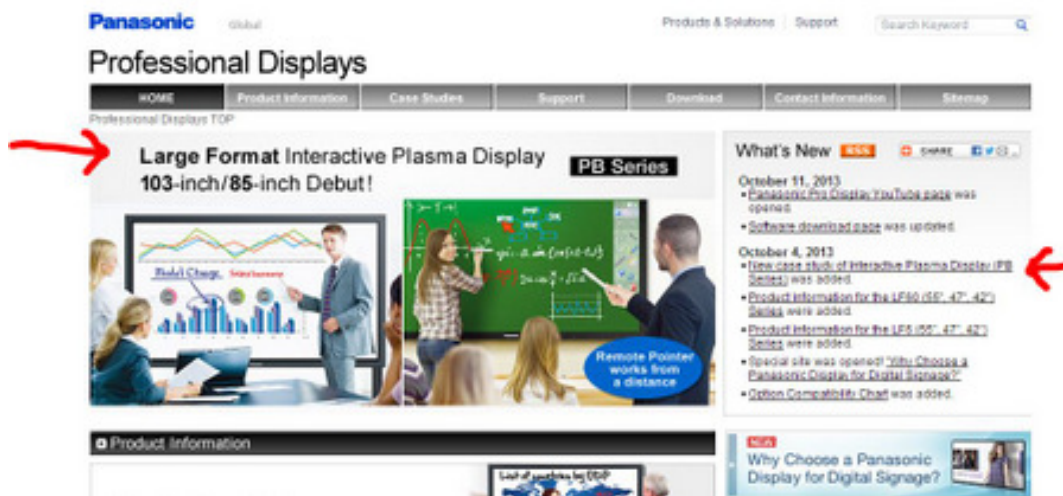 Panasonic Global Products & Solutions Support Search Keyword
Professional Displays
HOME Product Information Case Studies Support Download Contact Information Sitemap
Professional Displays TOP
Large Format Interactive Plasma Display
103-inch/85-inch Debut!
PB Series
Model Change
Remote Pointer
works from
a distance
What's New RSS SHARE
October 11, 2013
Panasonic Pro Display YouTube page was
opened.
Software download page was updated.
October 4, 2013
New case study of Interactive Plasma Display (PB
Series) was added.
Product information for the LF60 (55", 47", 42")
Series were added.
Product information for the LF6 (55", 47", 42")
Series were added.
Special site was opened! "Why Choose a
Panasonic Display for Digital Signage?"
Option Compatibility Chart was added.
Product Information
NEW
Why Choose a Panasonic
Display for Digital Signage?